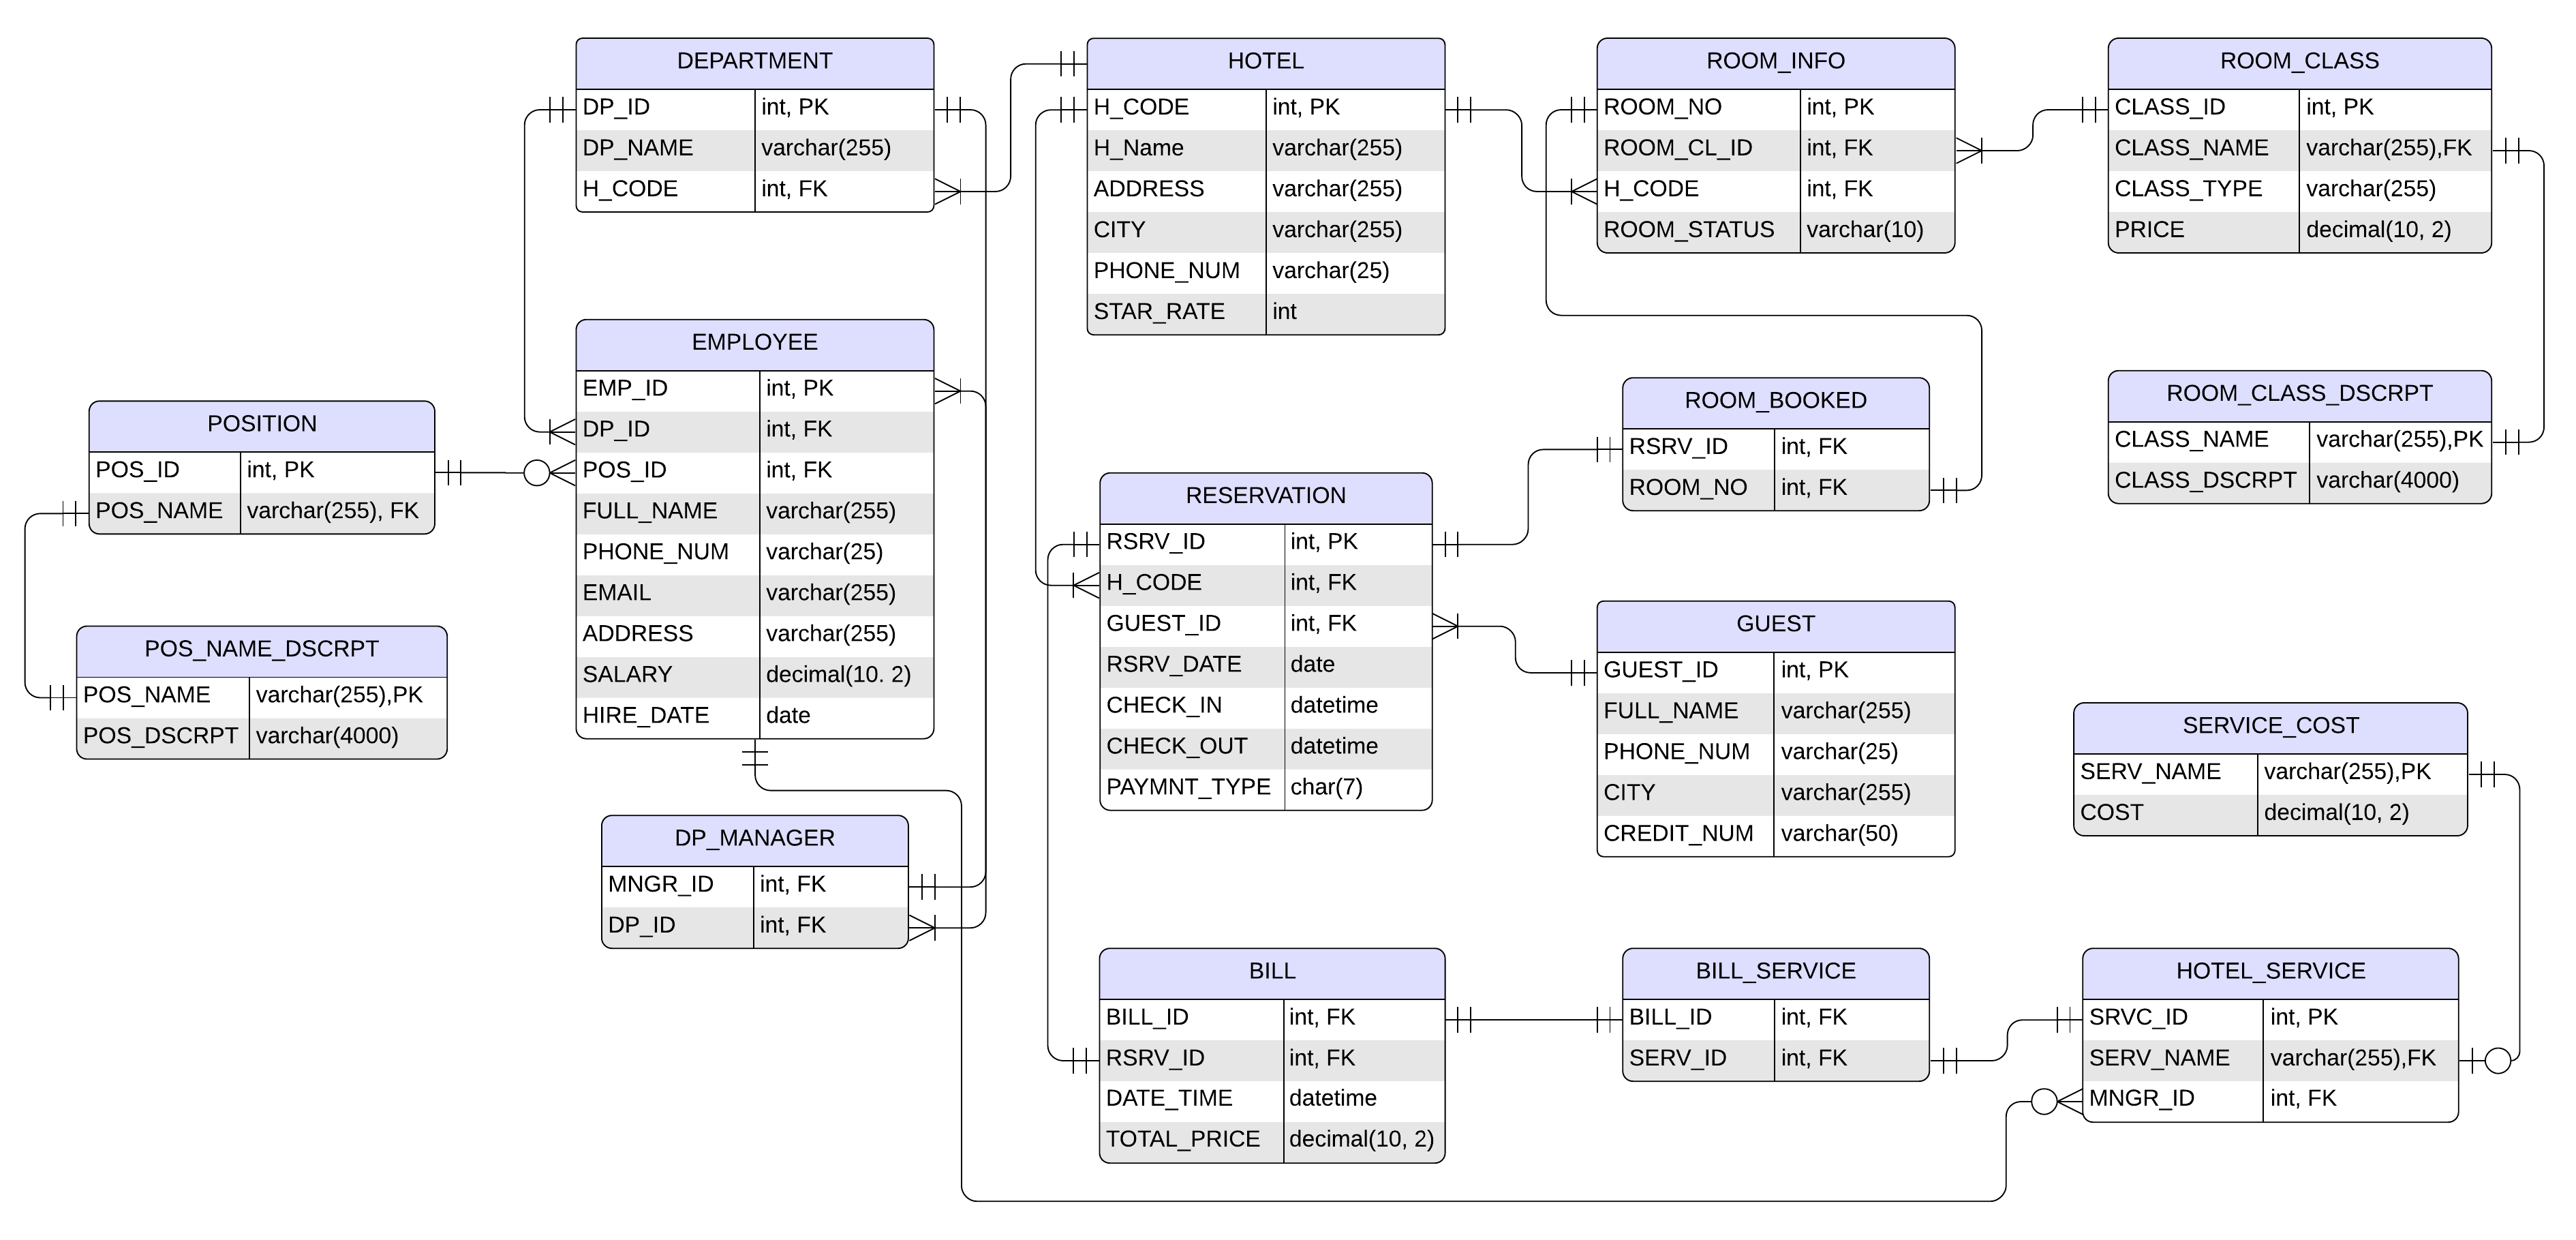 DEPARTMENT
DP_ID int, PK
DP_NAME varchar(255)
H_CODE int, FK
HOTEL
H_CODE int, PK
H_Name varchar(255)
ADDRESS varchar(255)
CITY varchar(255)
PHONE_NUM varchar(25)
STAR_RATE int
ROOM_INFO
ROOM_NO int, PK
ROOM_CL_ID int, FK
H_CODE int, FK
ROOM_STATUS varchar(10)
ROOM_CLASS
CLASS_ID int, PK
CLASS_NAME varchar(255),FK
CLASS_TYPE varchar(255)
PRICE decimal(10, 2)
EMPLOYEE
EMP_ID int, PK
DP_ID int, FK
POS_ID int, FK
FULL_NAME varchar(255)
PHONE_NUM varchar(25)
EMAIL varchar(255)
ADDRESS varchar(255)
SALARY decimal(10. 2)
HIRE_DATE date
POSITION
POS_ID int, PK
POS_NAME varchar(255), FK
POS_NAME_DSCRPT
POS_NAME varchar(255),PK
POS_DSCRPT varchar(4000)
ROOM_BOOKED
RSRV_ID int, FK
ROOM_NO int, FK
ROOM_CLASS_DSCRPT
CLASS_NAME varchar(255),PK
CLASS_DSCRPT varchar(4000)
RESERVATION
RSRV_ID int, PK
H_CODE int, FK
GUEST_ID int, FK
RSRV_DATE date
CHECK_IN datetime
CHECK_OUT datetime
PAYMNT_TYPE char(7)
GUEST
GUEST_ID int, PK
FULL_NAME varchar(255)
PHONE_NUM varchar(25)
CITY varchar(255)
CREDIT_NUM varchar(50)
SERVICE_COST
SERV_NAME varchar(255),PK
COST decimal(10, 2)
DP_MANAGER
MNGR_ID int, FK
DP_ID int, FK
BILL
BILL_ID int, FK
RSRV_ID int, FK
DATE_TIME datetime
TOTAL_PRICE decimal(10, 2)
BILL_SERVICE
BILL_ID int, FK
SERV_ID int, FK
HOTEL_SERVICE
SRVC_ID int, PK
SERV_NAME varchar(255),FK
MNGR_ID int, FK